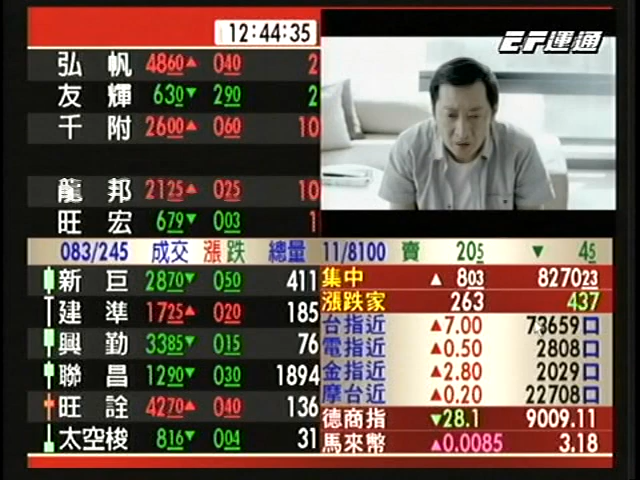 12:44:35
EF運通
弘帆 4860▲ 040 2
友輝 630▼ 290 2
千附 2600▲ 060 10
龍邦 2125▲ 025 10
旺宏 679▼ 003 1
083/245 成交 漲跌 總量 11/8100 賣 205 ▼ 45
新巨 2870▼ 050 411
建準 1725▲ 020 185
興勤 3385▼ 015 76
聯昌 1290▼ 030 1894
旺詮 4270▲ 040 136
太空梭 816▼ 004 31
集中 ▲ 803 827023
漲跌家 263 437
台指近 ▲7.00 73659口
電指近 ▲0.50 2808口
金指近 ▲2.80 2029口
摩台近 ▲0.20 22708口
德商指 ▼28.1 9009.11
馬來幣 ▲0.0085 3.18